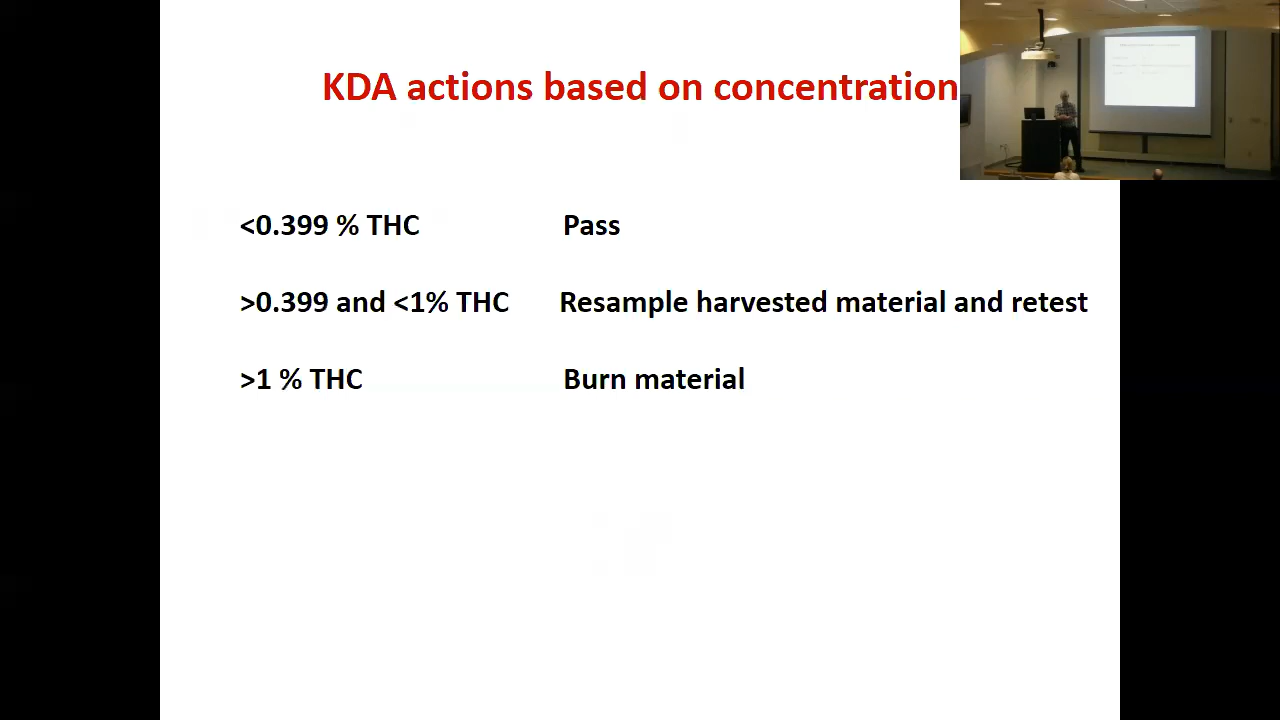 KDA actions based on concentration
<0.399 % THC Pass
>0.399 and <1% THC Resample harvested material and retest
>1 % THC Burn material